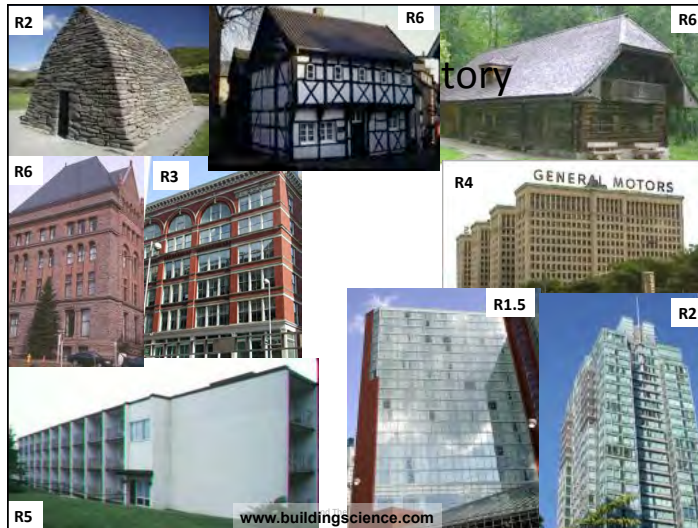 R2
R6
R6
tory
R6
R3
R4
GENERAL MOTORS
R1.5
R2
R5
www.buildingscience.com